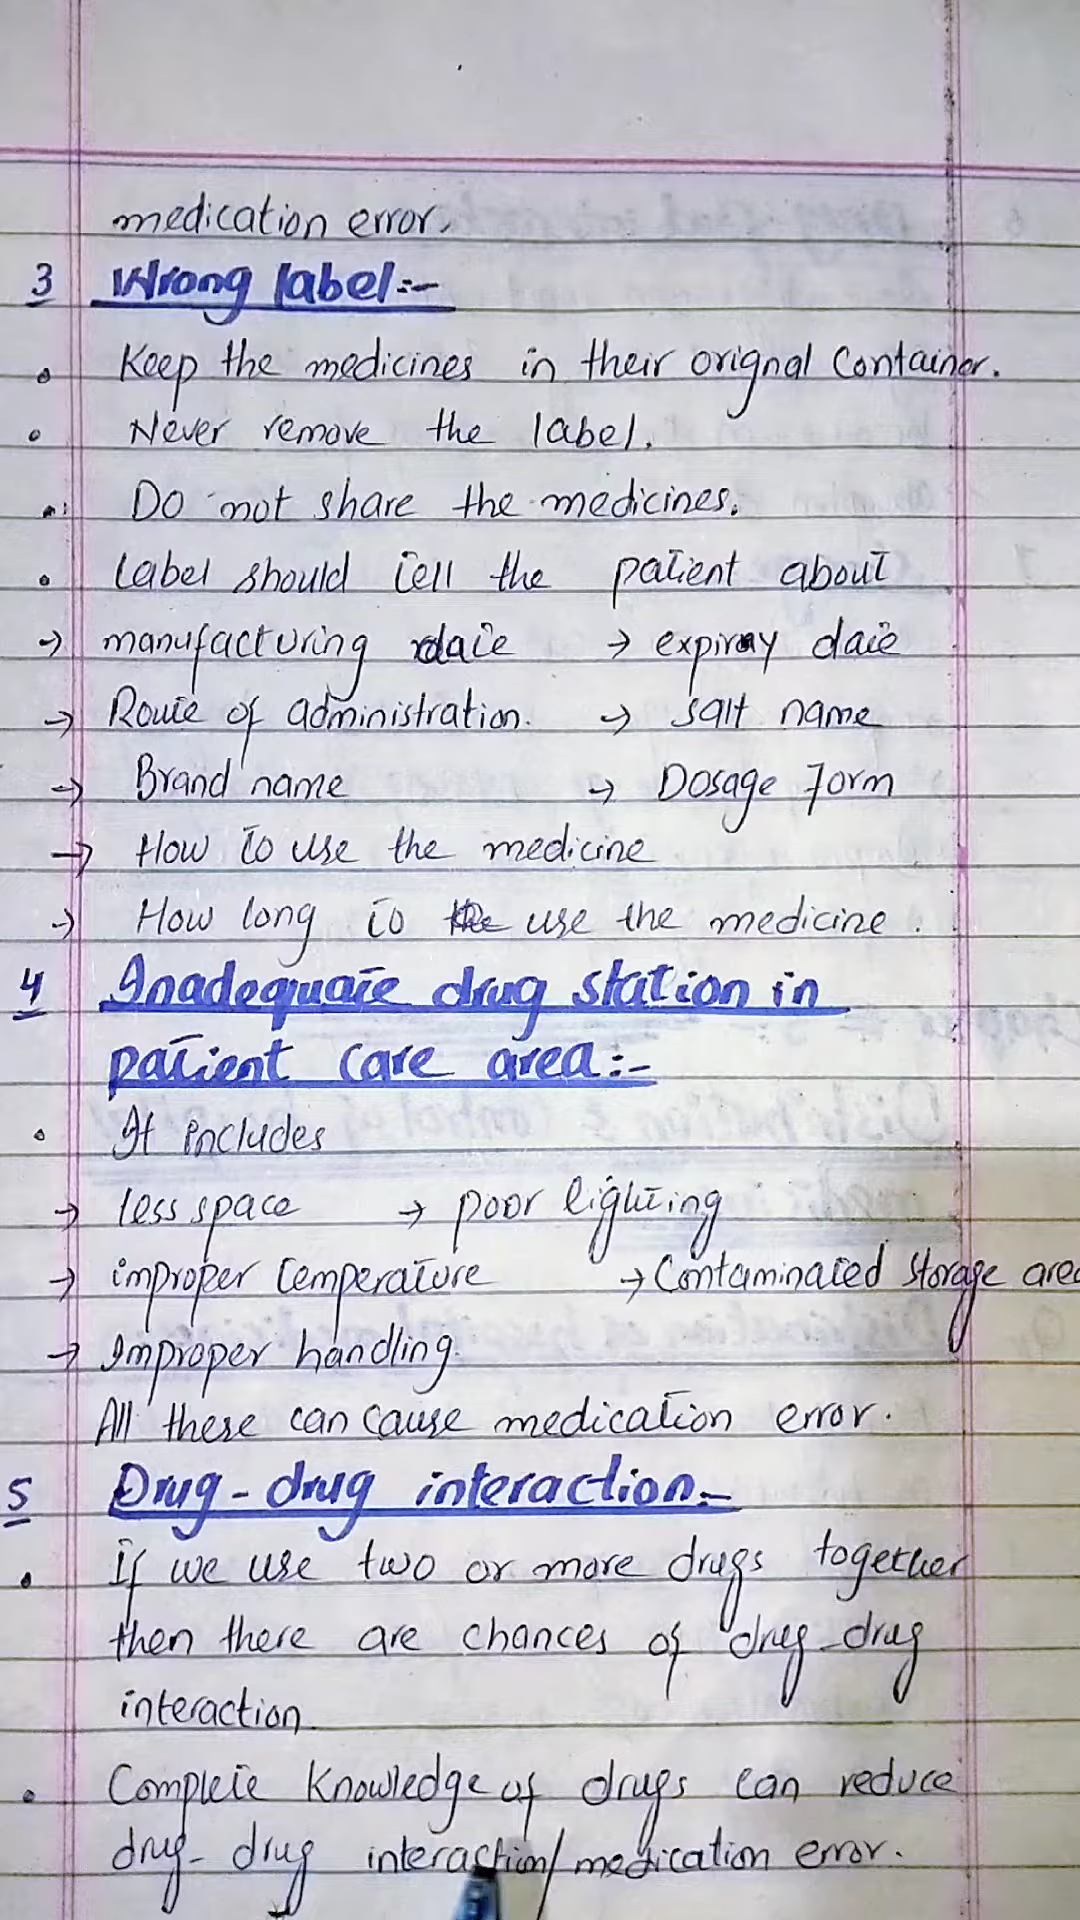 medication error.
3 Wrong label:-
• Keep the medicines in their orignal container.
• Never remove the label.
• Do not share the medicines.
• Label should tell the patient about
→ manufacturing date → expiray date
→ Route of administration. → salt name
→ Brand name → Dosage form
→ How to use the medicine
→ How long to use the medicine.
4 Inadequate drug station in
patient care area:-
• It includes
→ less space → poor lighting
→ improper temperature → Contaminated storage area
→ Improper handling.
All these can cause medication error.
5 Drug-drug interaction:-
• If we use two or more drugs together
then there are chances of drug-drug
interaction.
• Complete knowledge of drugs can reduce
drug-drug interaction/medication error.